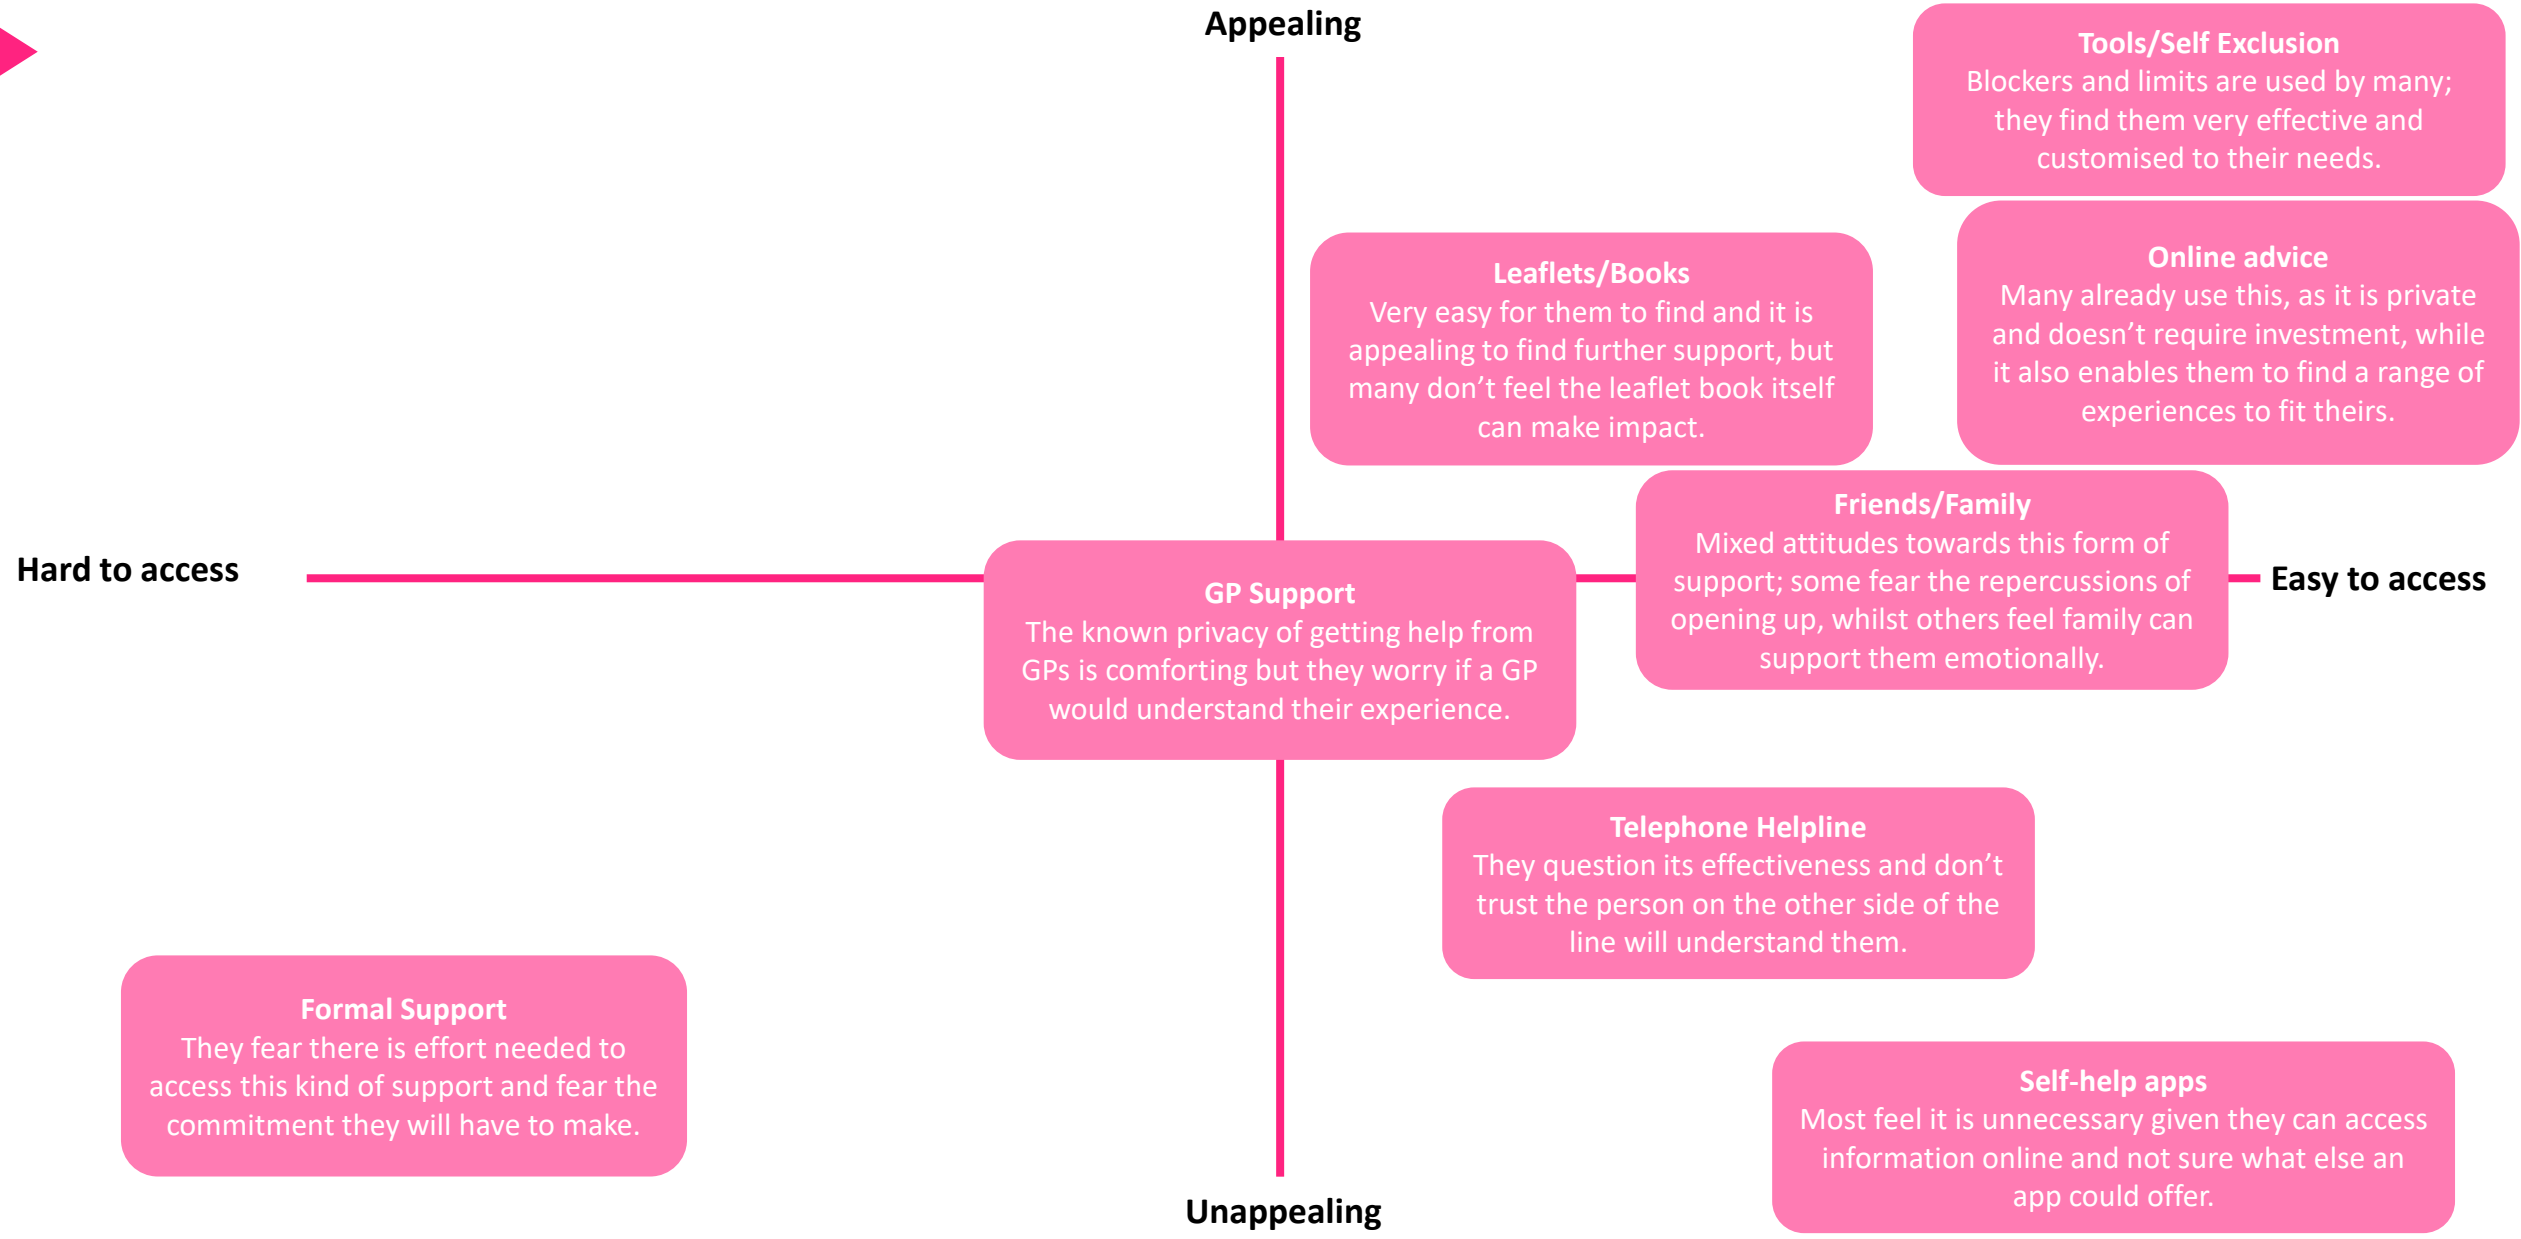 Appealing
Tools/Self Exclusion
Blockers and limits are used by many;
they find them very effective and
customised to their needs.
Leaflets/Books
Very easy for them to find and it is
appealing to find further support, but
many don’t feel the leaflet book itself
can make impact.
Online advice
Many already use this, as it is private
and doesn’t require investment, while
it also enables them to find a range of
experiences to fit theirs.
Friends/Family
Mixed attitudes towards this form of
support; some fear the repercussions of
opening up, whilst others feel family can
support them emotionally.
Hard to access
Easy to access
GP Support
The known privacy of getting help from
GPs is comforting but they worry if a GP
would understand their experience.
Telephone Helpline
They question its effectiveness and don’t
trust the person on the other side of the
line will understand them.
Formal Support
They fear there is effort needed to
access this kind of support and fear the
commitment they will have to make.
Self-help apps
Most feel it is unnecessary given they can access
information online and not sure what else an
app could offer.
Unappealing